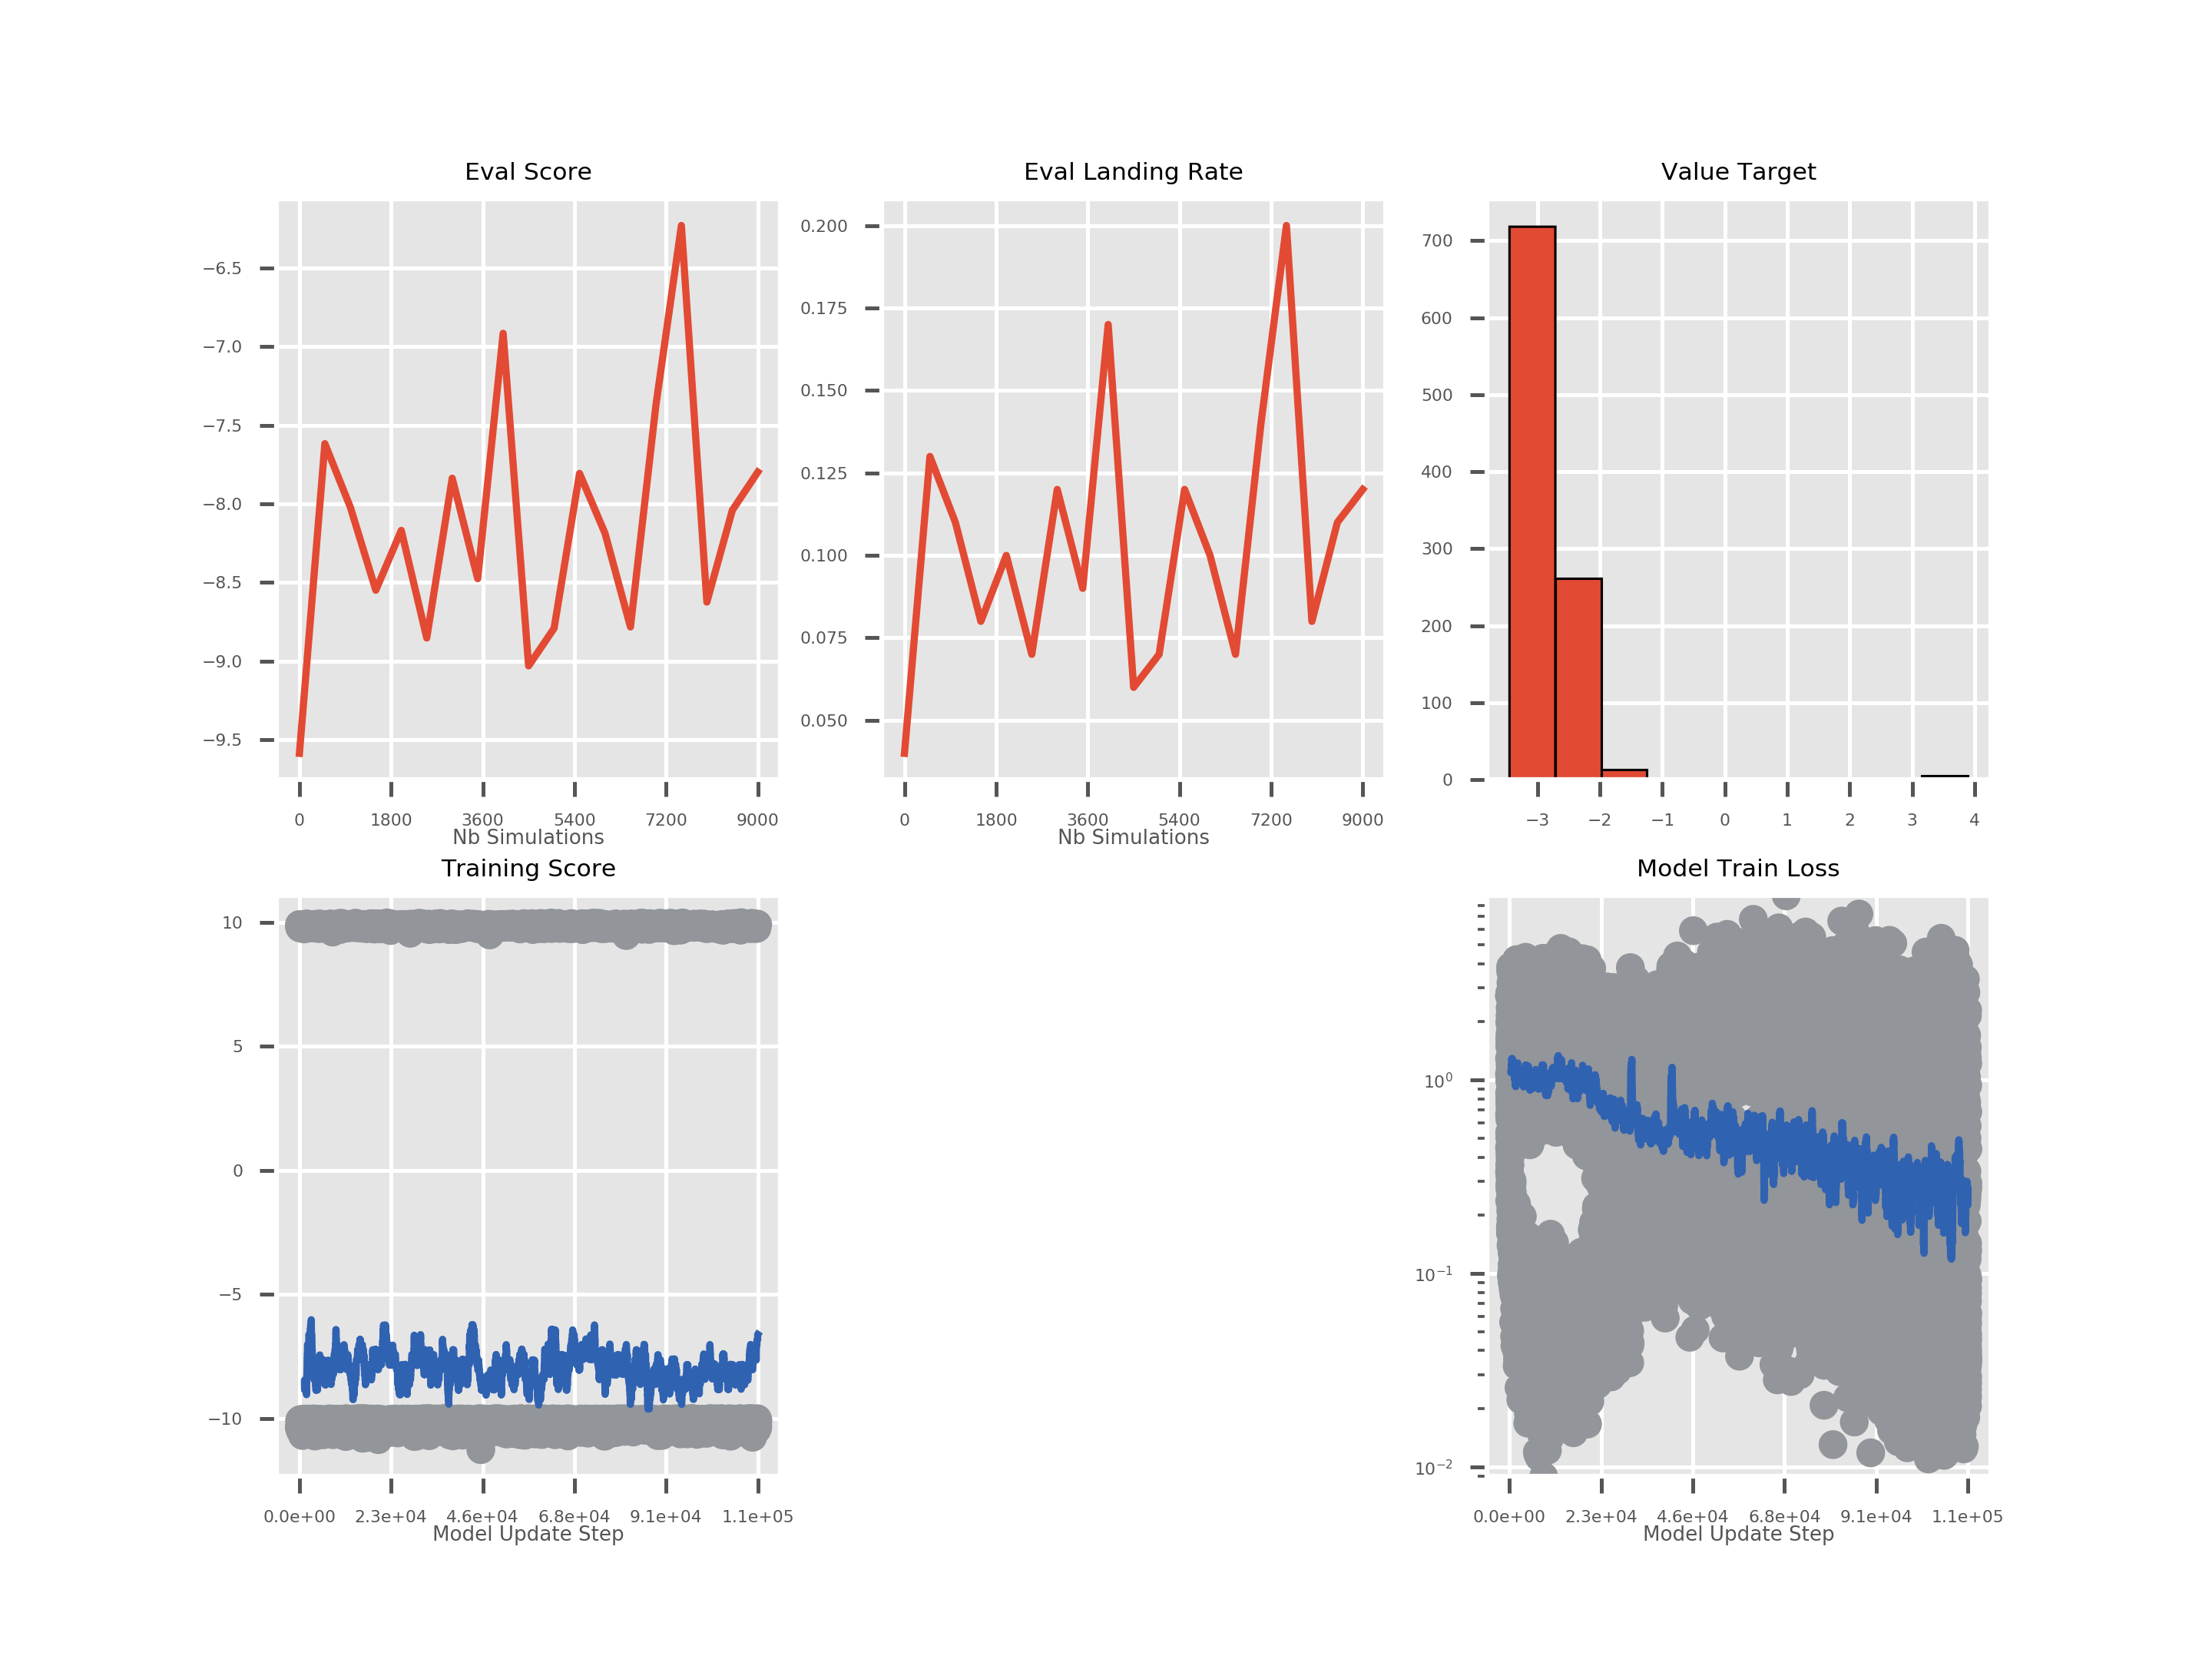 Eval Score
−6.5
−7.0
−7.5
−8.0
−8.5
−9.0
−9.5
0 1800 3600 5400 7200 9000
Nb Simulations
Eval Landing Rate
0.200
0.175
0.150
0.125
0.100
0.075
0.050
0 1800 3600 5400 7200 9000
Nb Simulations
Value Target
700
600
500
400
300
200
100
0
−3 −2 −1 0 1 2 3 4
Training Score
10
5
0
−5
−10
0.0e+00 2.3e+04 4.6e+04 6.8e+04 9.1e+04 1.1e+05
Model Update Step
Model Train Loss
10⁰
10⁻¹
10⁻²
0.0e+00 2.3e+04 4.6e+04 6.8e+04 9.1e+04 1.1e+05
Model Update Step